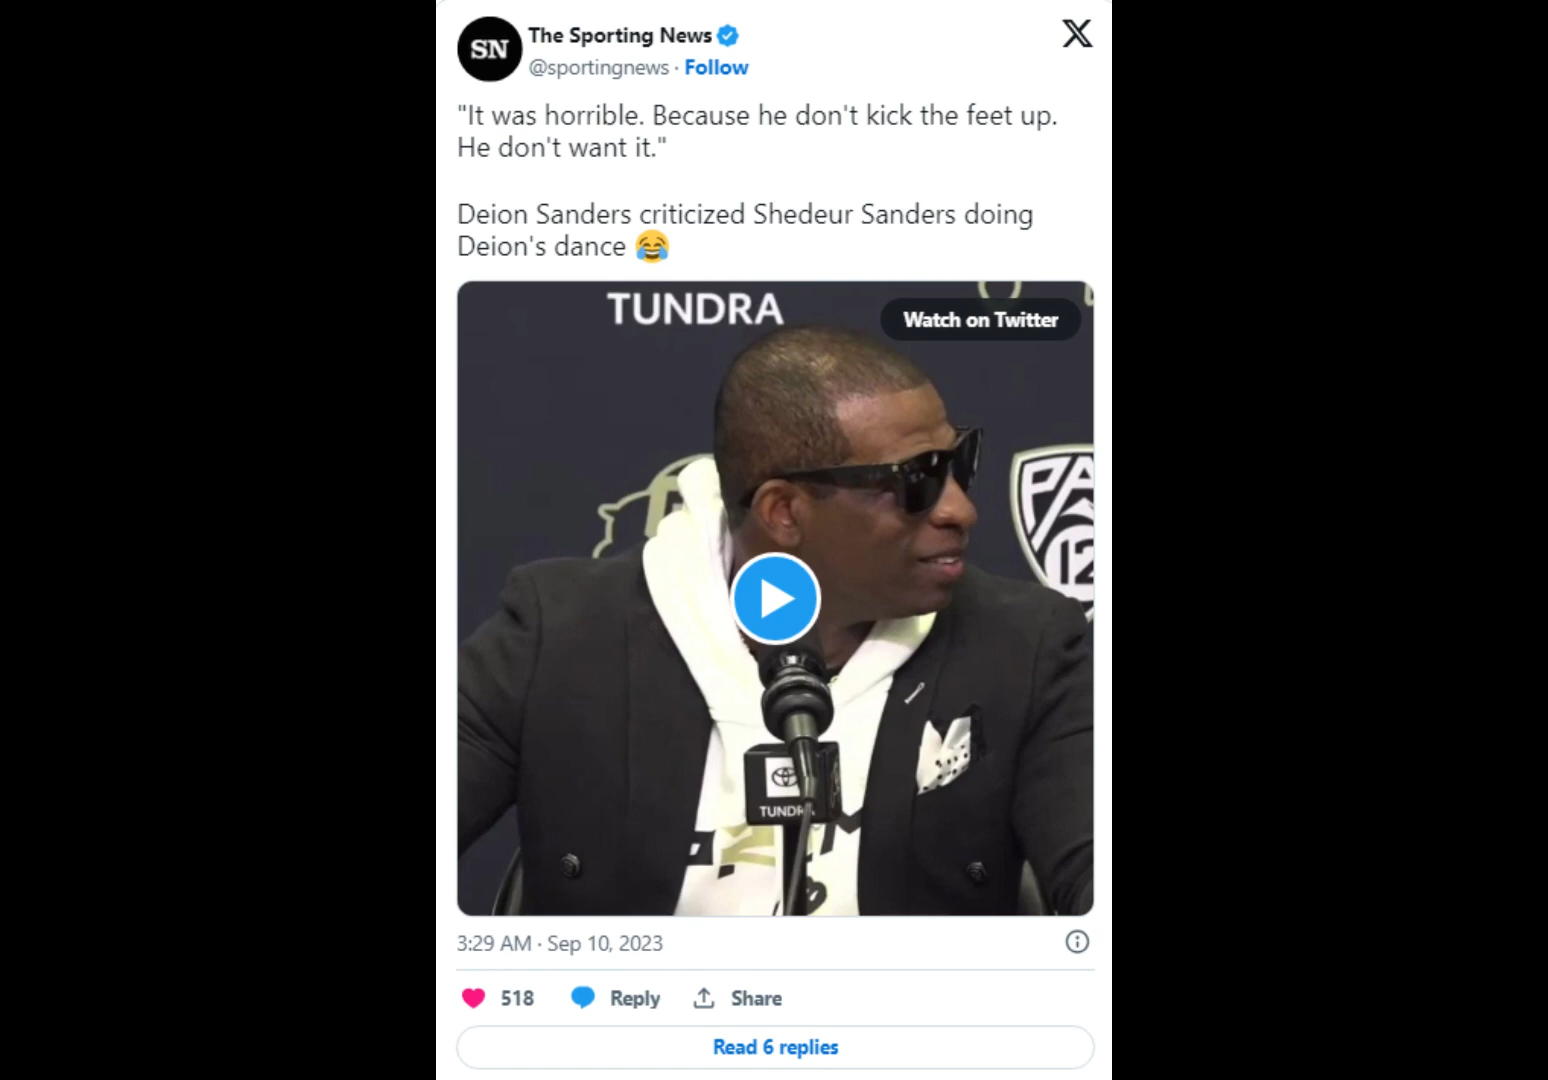 SN
The Sporting News
X
@sportingnews · Follow
"It was horrible. Because he don't kick the feet up.
He don't want it."
Deion Sanders criticized Shedeur Sanders doing
Deion's dance 😂
TUNDRA
Watch on Twitter
PA
12
TUNDRA
3:29 AM · Sep 10, 2023
518
Reply
Share
Read 6 replies